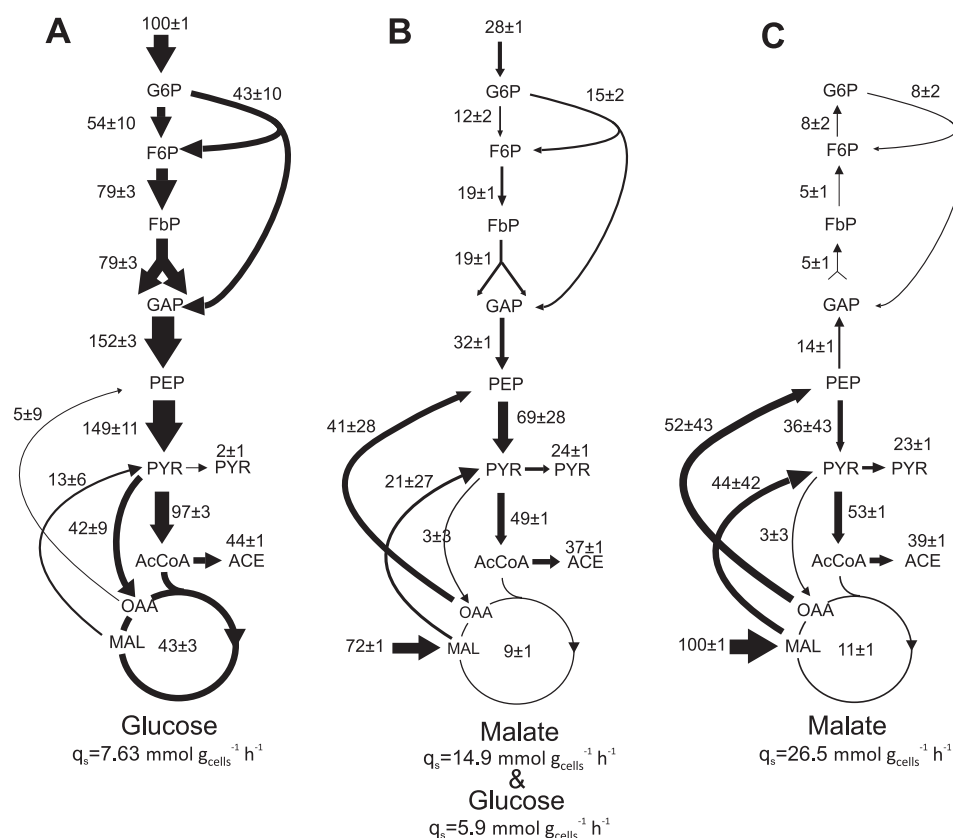 A
100±1
G6P
43±10
54±10
F6P
79±3
FbP
79±3
GAP
152±3
PEP
5±9
149±11
2±1
PYR
PYR
13±6
42±9
97±3
44±1
AcCoA
ACE
OAA
MAL
43±3
Glucose
qs=7.63 mmol gcells-1 h-1
B
28±1
G6P
15±2
12±2
F6P
19±1
FbP
19±1
GAP
32±1
PEP
41±28
69±28
24±1
PYR
PYR
21±27
3±3
49±1
37±1
AcCoA
ACE
OAA
72±1
MAL
9±1
Malate
qs=14.9 mmol gcells-1 h-1
&
Glucose
qs=5.9 mmol gcells-1 h-1
C
G6P
8±2
8±2
F6P
5±1
FbP
5±1
GAP
14±1
PEP
52±43
36±43
23±1
PYR
PYR
44±42
3±3
53±1
39±1
AcCoA
ACE
OAA
100±1
MAL
11±1
Malate
qs=26.5 mmol gcells-1 h-1